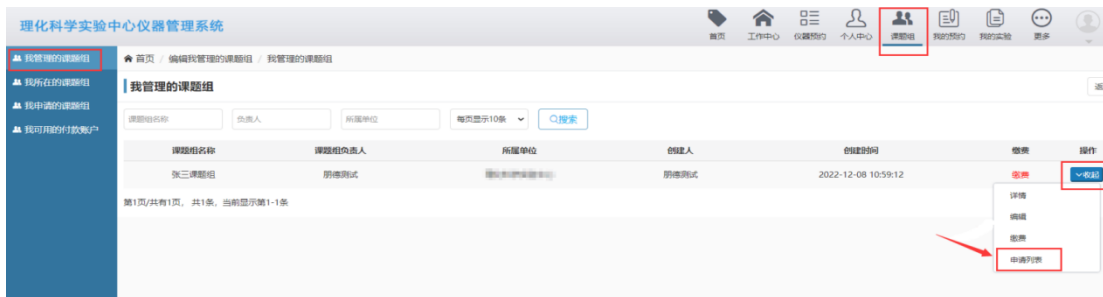 理化科学实验中心仪器管理系统
首页 工作中心 仪器预约 个人中心 课题组 我的预约 我的实验 更多
我管理的课题组
首页 / 编辑我管理的课题组 / 我管理的课题组
我所在的课题组
我管理的课题组
我申请的课题组
我可用的付款账户
课题组名称 负责人 所属单位 每页显示10条 搜索
课题组名称 课题组负责人 所属单位 创建人 创建时间 缴费 操作
张三课题组 朋德测试 朋德测试 2022-12-08 10:59:12 缴费 收起
第1页/共有1页, 共1条, 当前显示第1-1条
详情
编辑
缴费
申请列表